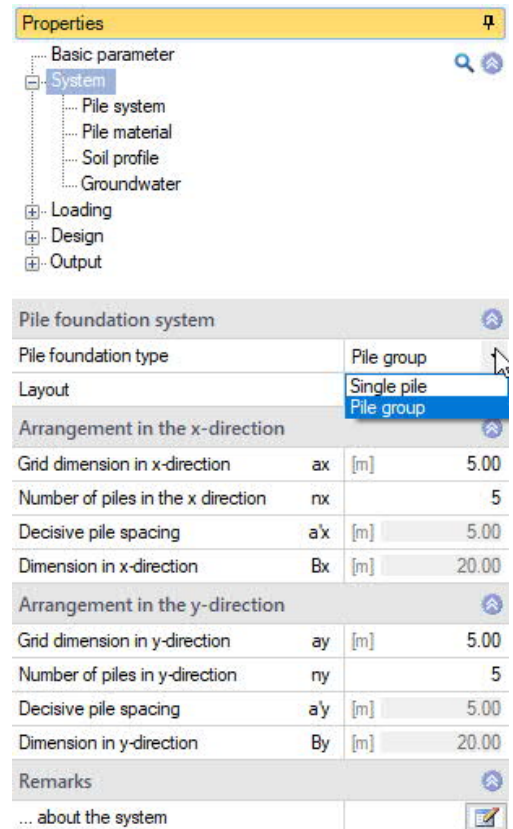 Properties
Basic parameter
System
Pile system
Pile material
Soil profile
Groundwater
Loading
Design
Output
Pile foundation system
Pile foundation type Pile group
Layout Single pile
Pile group
Arrangement in the x-direction
Grid dimension in x-direction ax [m] 5.00
Number of piles in the x direction nx 5
Decisive pile spacing a'x [m] 5.00
Dimension in x-direction Bx [m] 20.00
Arrangement in the y-direction
Grid dimension in y-direction ay [m] 5.00
Number of piles in y-direction ny 5
Decisive pile spacing a'y [m] 5.00
Dimension in y-direction By [m] 20.00
Remarks
... about the system